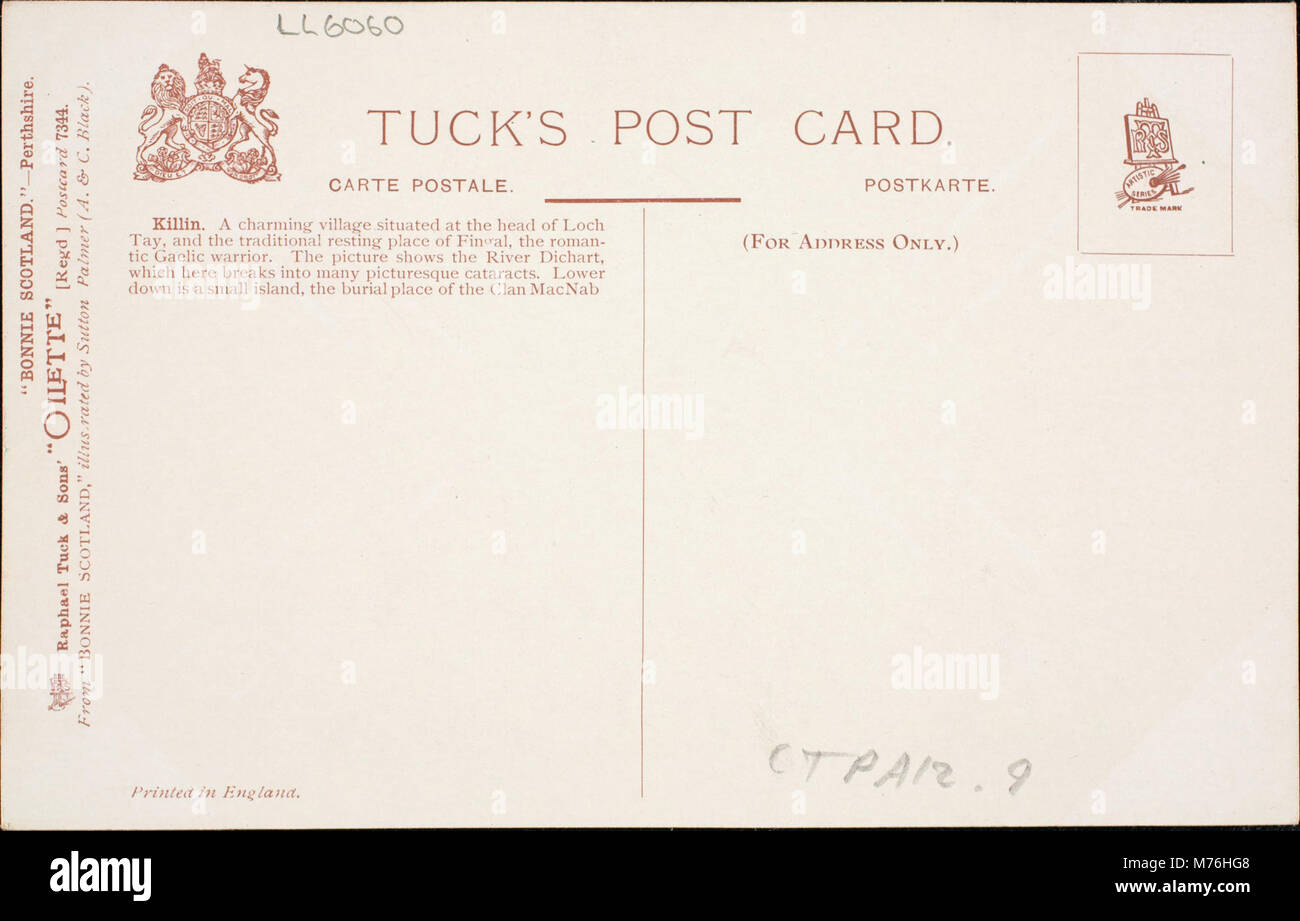 LL6060
TUCK'S POST CARD.
CARTE POSTALE.
POSTKARTE.
RTS
ARTISTIC
SERIES
TRADE MARK
Killin. A charming village situated at the head of Loch
Tay, and the traditional resting place of Fingal, the roman-
tic Gaelic warrior. The picture shows the River Dichart,
which here breaks into many picturesque cataracts. Lower
down is a small island, the burial place of the Clan MacNab
(FOR ADDRESS ONLY.)
"BONNIE SCOTLAND."—Perthshire.
Raphael Tuck & Sons' "OILETTE" [Regd] Postcard 7344.
From "BONNIE SCOTLAND," illustrated by Sutton Palmer (A. & C. Black).
Printed in England.
CTPA12.9
alamy
alamy
alamy
alamy
alamy
alamy
M76HG8
www.alamy.com